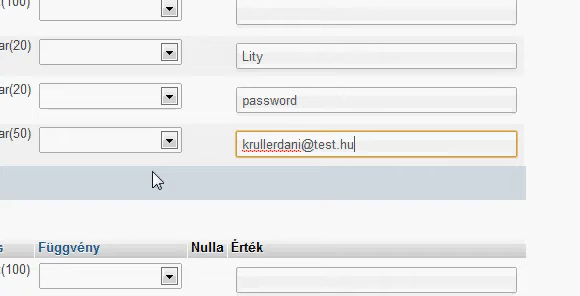 (100)
ar(20) Lity
ar(20) password
ar(50) krullerdani@test.hu
s Függvény Nulla Érték
(100)